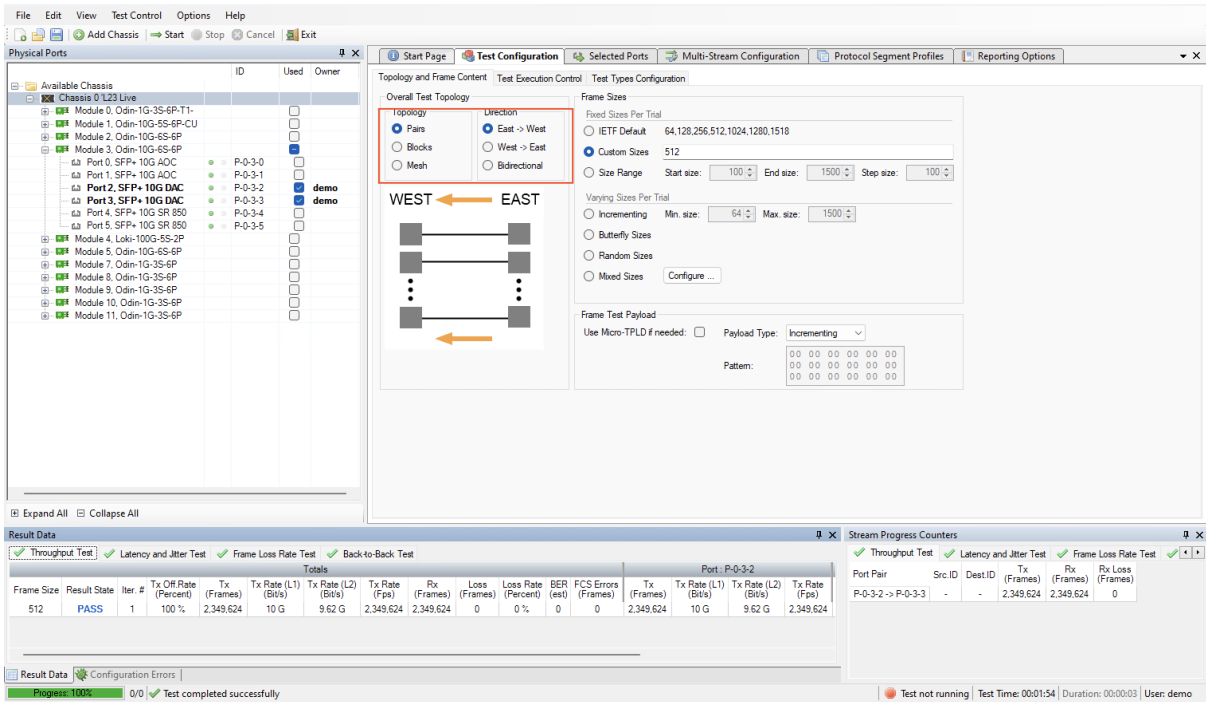 File Edit View Test Control Options Help
Add Chassis Start Stop Cancel Exit
Physical Ports
ID Used Owner
Available Chassis
Chassis 0 'L23 Live
Module 0, Odin-1G-3S-6P-T1-
Module 1, Odin-10G-5S-6P-CU
Module 2, Odin-10G-6S-6P
Module 3, Odin-10G-6S-6P
Port 0, SFP+ 10G AOC P-0-3-0
Port 1, SFP+ 10G AOC P-0-3-1
Port 2, SFP+ 10G DAC P-0-3-2 demo
Port 3, SFP+ 10G DAC P-0-3-3 demo
Port 4, SFP+ 10G SR 850 P-0-3-4
Port 5, SFP+ 10G SR 850 P-0-3-5
Module 4, Loki-100G-5S-2P
Module 5, Odin-10G-6S-6P
Module 7, Odin-1G-3S-6P
Module 8, Odin-1G-3S-6P
Module 9, Odin-1G-3S-6P
Module 10, Odin-1G-3S-6P
Module 11, Odin-1G-3S-6P
Expand All Collapse All
Start Page Test Configuration Selected Ports Multi-Stream Configuration Protocol Segment Profiles Reporting Options
Topology and Frame Content Test Execution Control Test Types Configuration
Overall Test Topology
Topology Direction
Pairs East -> West
Blocks West -> East
Mesh Bidirectional
WEST EAST
Frame Sizes
Fixed Sizes Per Trial
IETF Default 64,128,256,512,1024,1280,1518
Custom Sizes 512
Size Range Start size: 100 End size: 1500 Step size: 100
Varying Sizes Per Trial
Incrementing Min. size: 64 Max. size: 1500
Butterfly Sizes
Random Sizes
Mixed Sizes Configure ...
Frame Test Payload
Use Micro-TPLD if needed: Payload Type: Incrementing
Pattern:
00 00 00 00 00 00
00 00 00 00 00 00
00 00 00 00 00 00
Result Data
Throughput Test Latency and Jitter Test Frame Loss Rate Test Back-to-Back Test
Totals Port : P-0-3-2
Frame Size Result State Iter. # Tx Off.Rate (Percent) Tx (Frames) Tx Rate (L1) (Bit/s) Tx Rate (L2) (Bit/s) Tx Rate (Fps) Rx (Frames) Loss (Frames) Loss Rate (Percent) BER (est) FCS Errors (Frames) Tx (Frames) Tx Rate (L1) (Bit/s) Tx Rate (L2) (Bit/s) Tx Rate (Fps)
512 PASS 1 100 % 2,349,624 10 G 9.62 G 2,349,624 2,349,624 0 0 % 0 0 2,349,624 10 G 9.62 G 2,349,624
Stream Progress Counters
Throughput Test Latency and Jitter Test Frame Loss Rate Test
Port Pair Src.ID Dest.ID Tx (Frames) Rx (Frames) Rx Loss (Frames)
P-0-3-2 -> P-0-3-3 - - 2,349,624 2,349,624 0
Result Data Configuration Errors
Progress: 100% 0/0 Test completed successfully
Test not running Test Time: 00:01:54 Duration: 00:00:03 User: demo